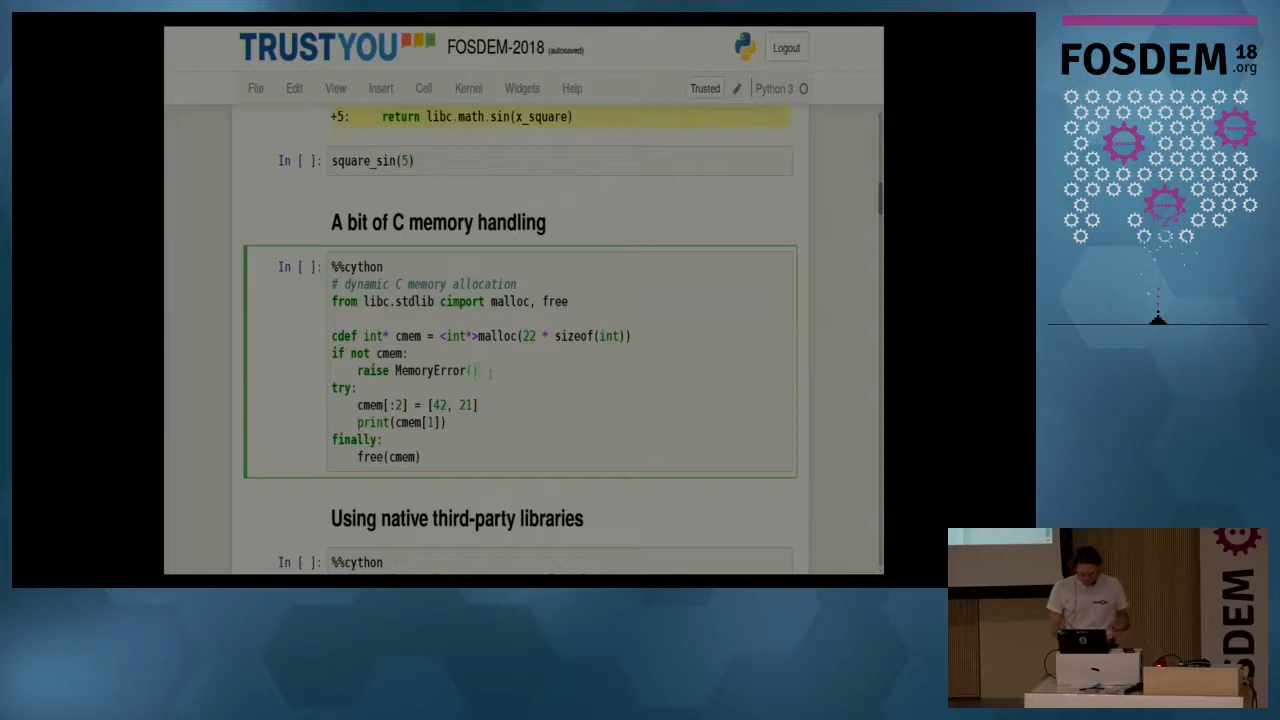 TRUSTYOU FOSDEM-2018 (autosaved)
Logout
File Edit View Insert Cell Kernel Widgets Help
Trusted Python 3
+5: return libc.math.sin(x_square)
In [ ]: square_sin(5)
A bit of C memory handling
In [ ]: %%cython
# dynamic C memory allocation
from libc.stdlib cimport malloc, free
cdef int* cmem = <int*>malloc(22 * sizeof(int))
if not cmem:
raise MemoryError()
try:
cmem[:2] = [42, 21]
print(cmem[1])
finally:
free(cmem)
Using native third-party libraries
In [ ]: %%cython
FOSDEM 18
.org